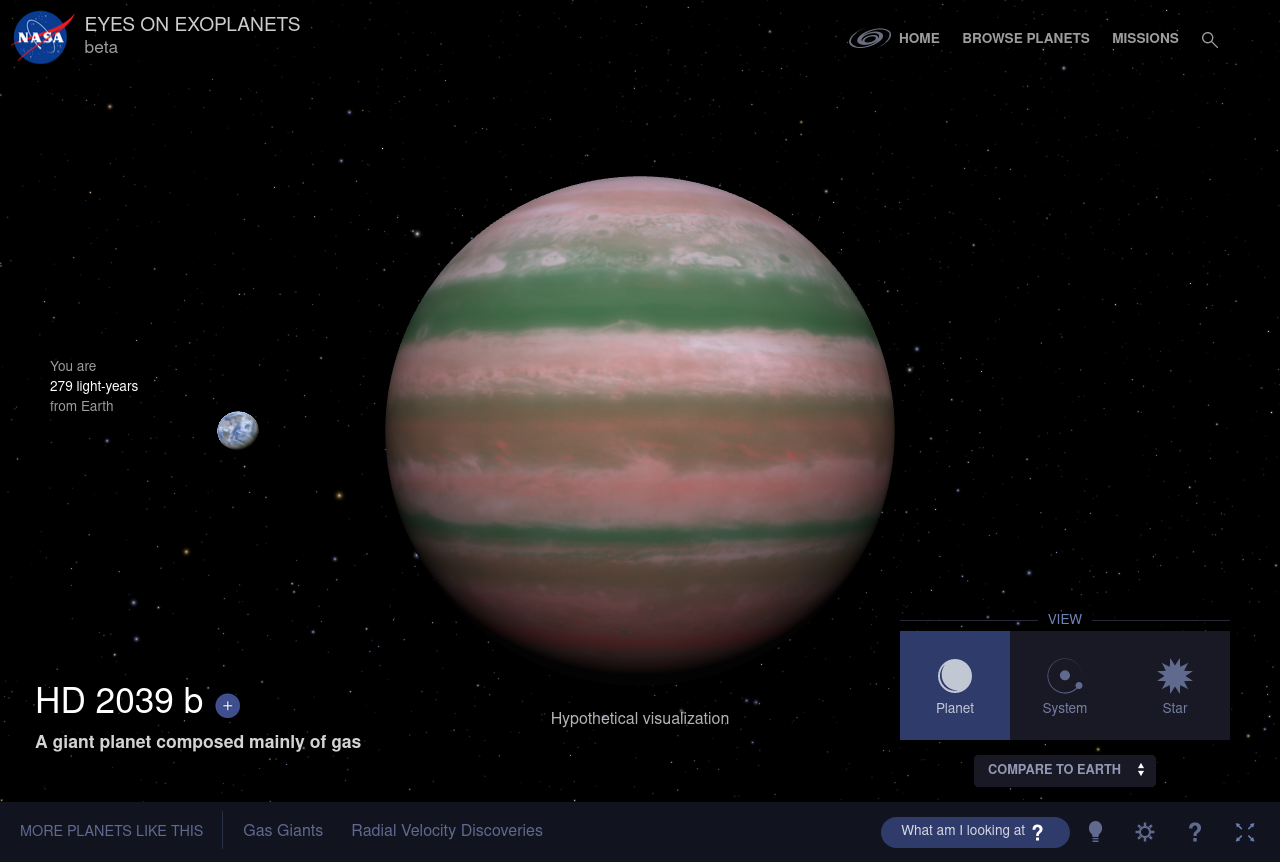 NASA
EYES ON EXOPLANETS
beta
HOME
BROWSE PLANETS
MISSIONS
You are
279 light-years
from Earth
HD 2039 b
+
A giant planet composed mainly of gas
Hypothetical visualization
VIEW
Planet
System
Star
COMPARE TO EARTH
MORE PLANETS LIKE THIS
Gas Giants
Radial Velocity Discoveries
What am I looking at ?
?